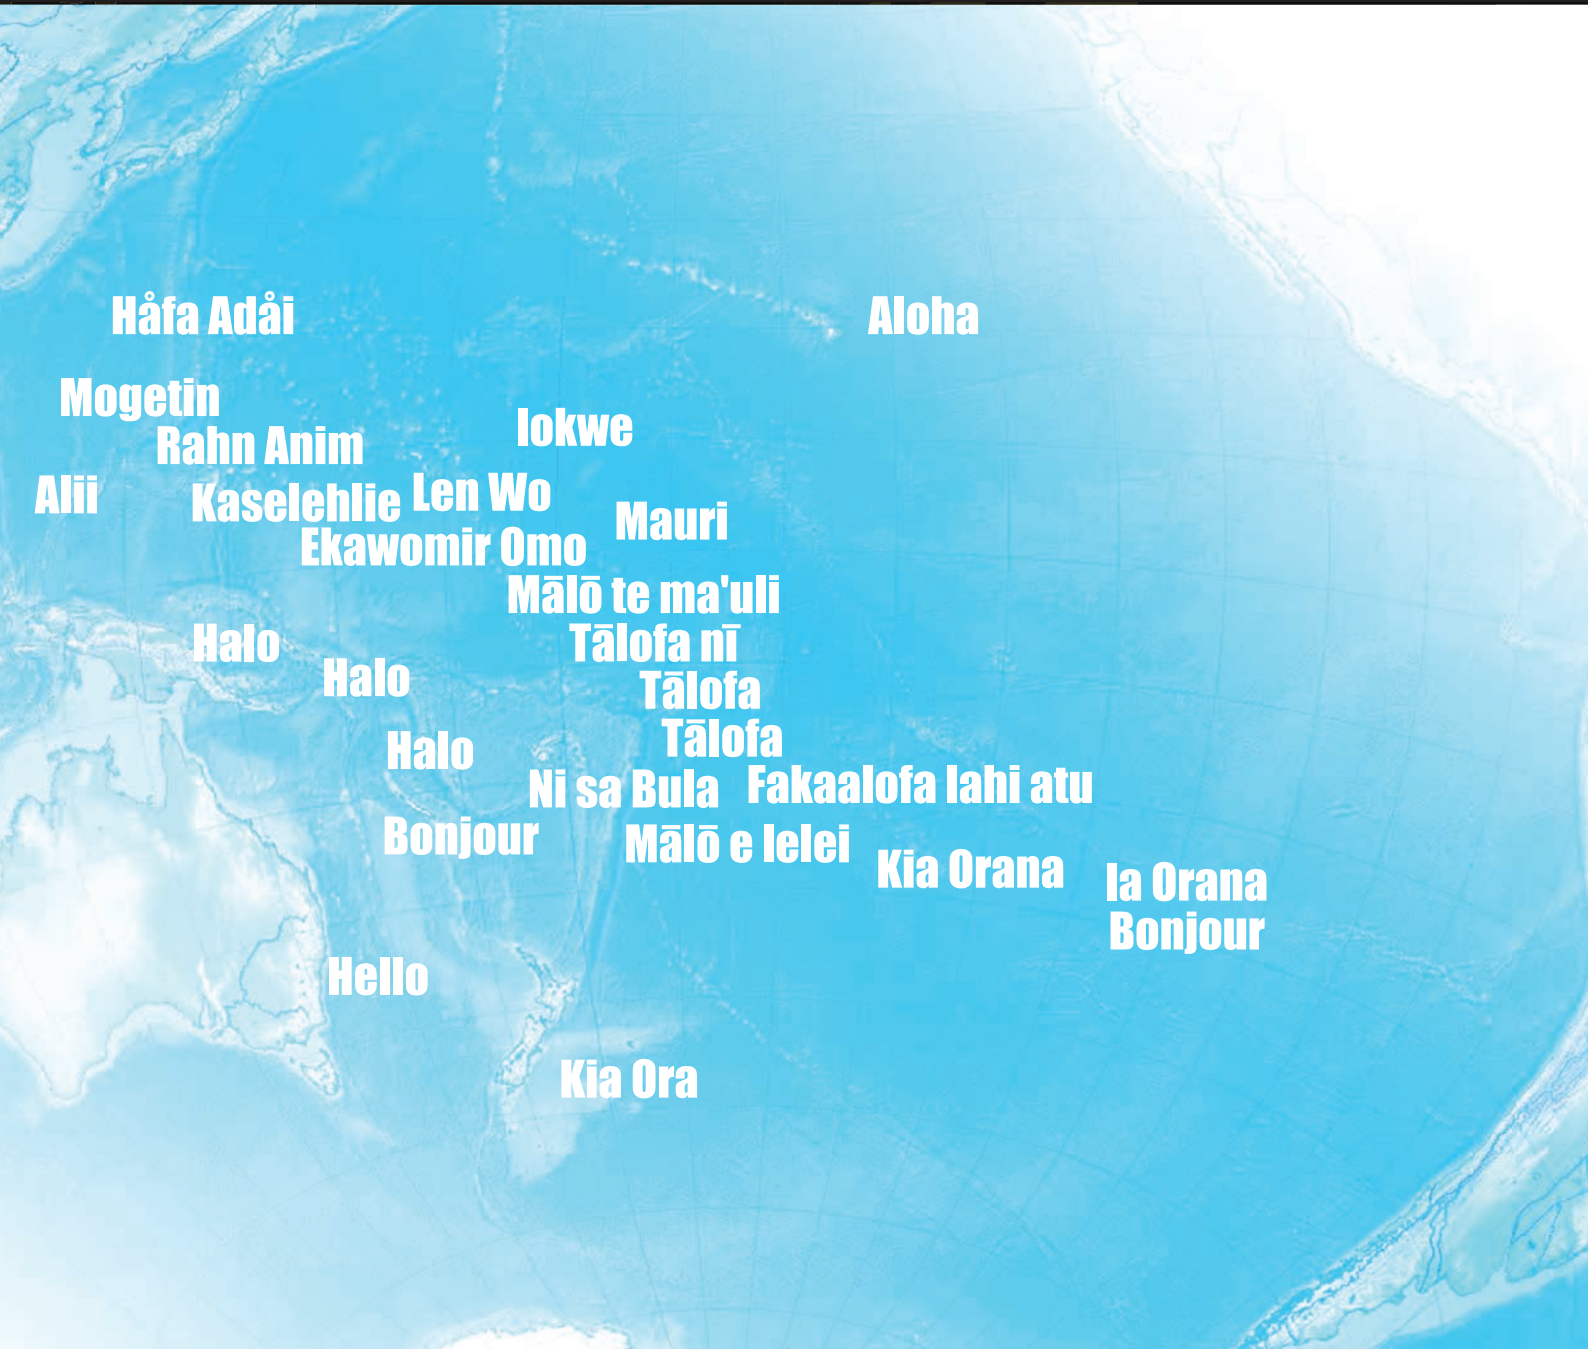 Håfa Adåi
Aloha
Mogetin
Iokwe
Rahn Anim
Alii
Kaselehlie
Len Wo
Mauri
Ekawomir Omo
Mālō te ma'uli
Halo
Tālofa nī
Halo
Tālofa
Tālofa
Halo
Ni sa Bula
Fakaalofa lahi atu
Bonjour
Mālō e lelei
Kia Orana
Ia Orana
Bonjour
Hello
Kia Ora